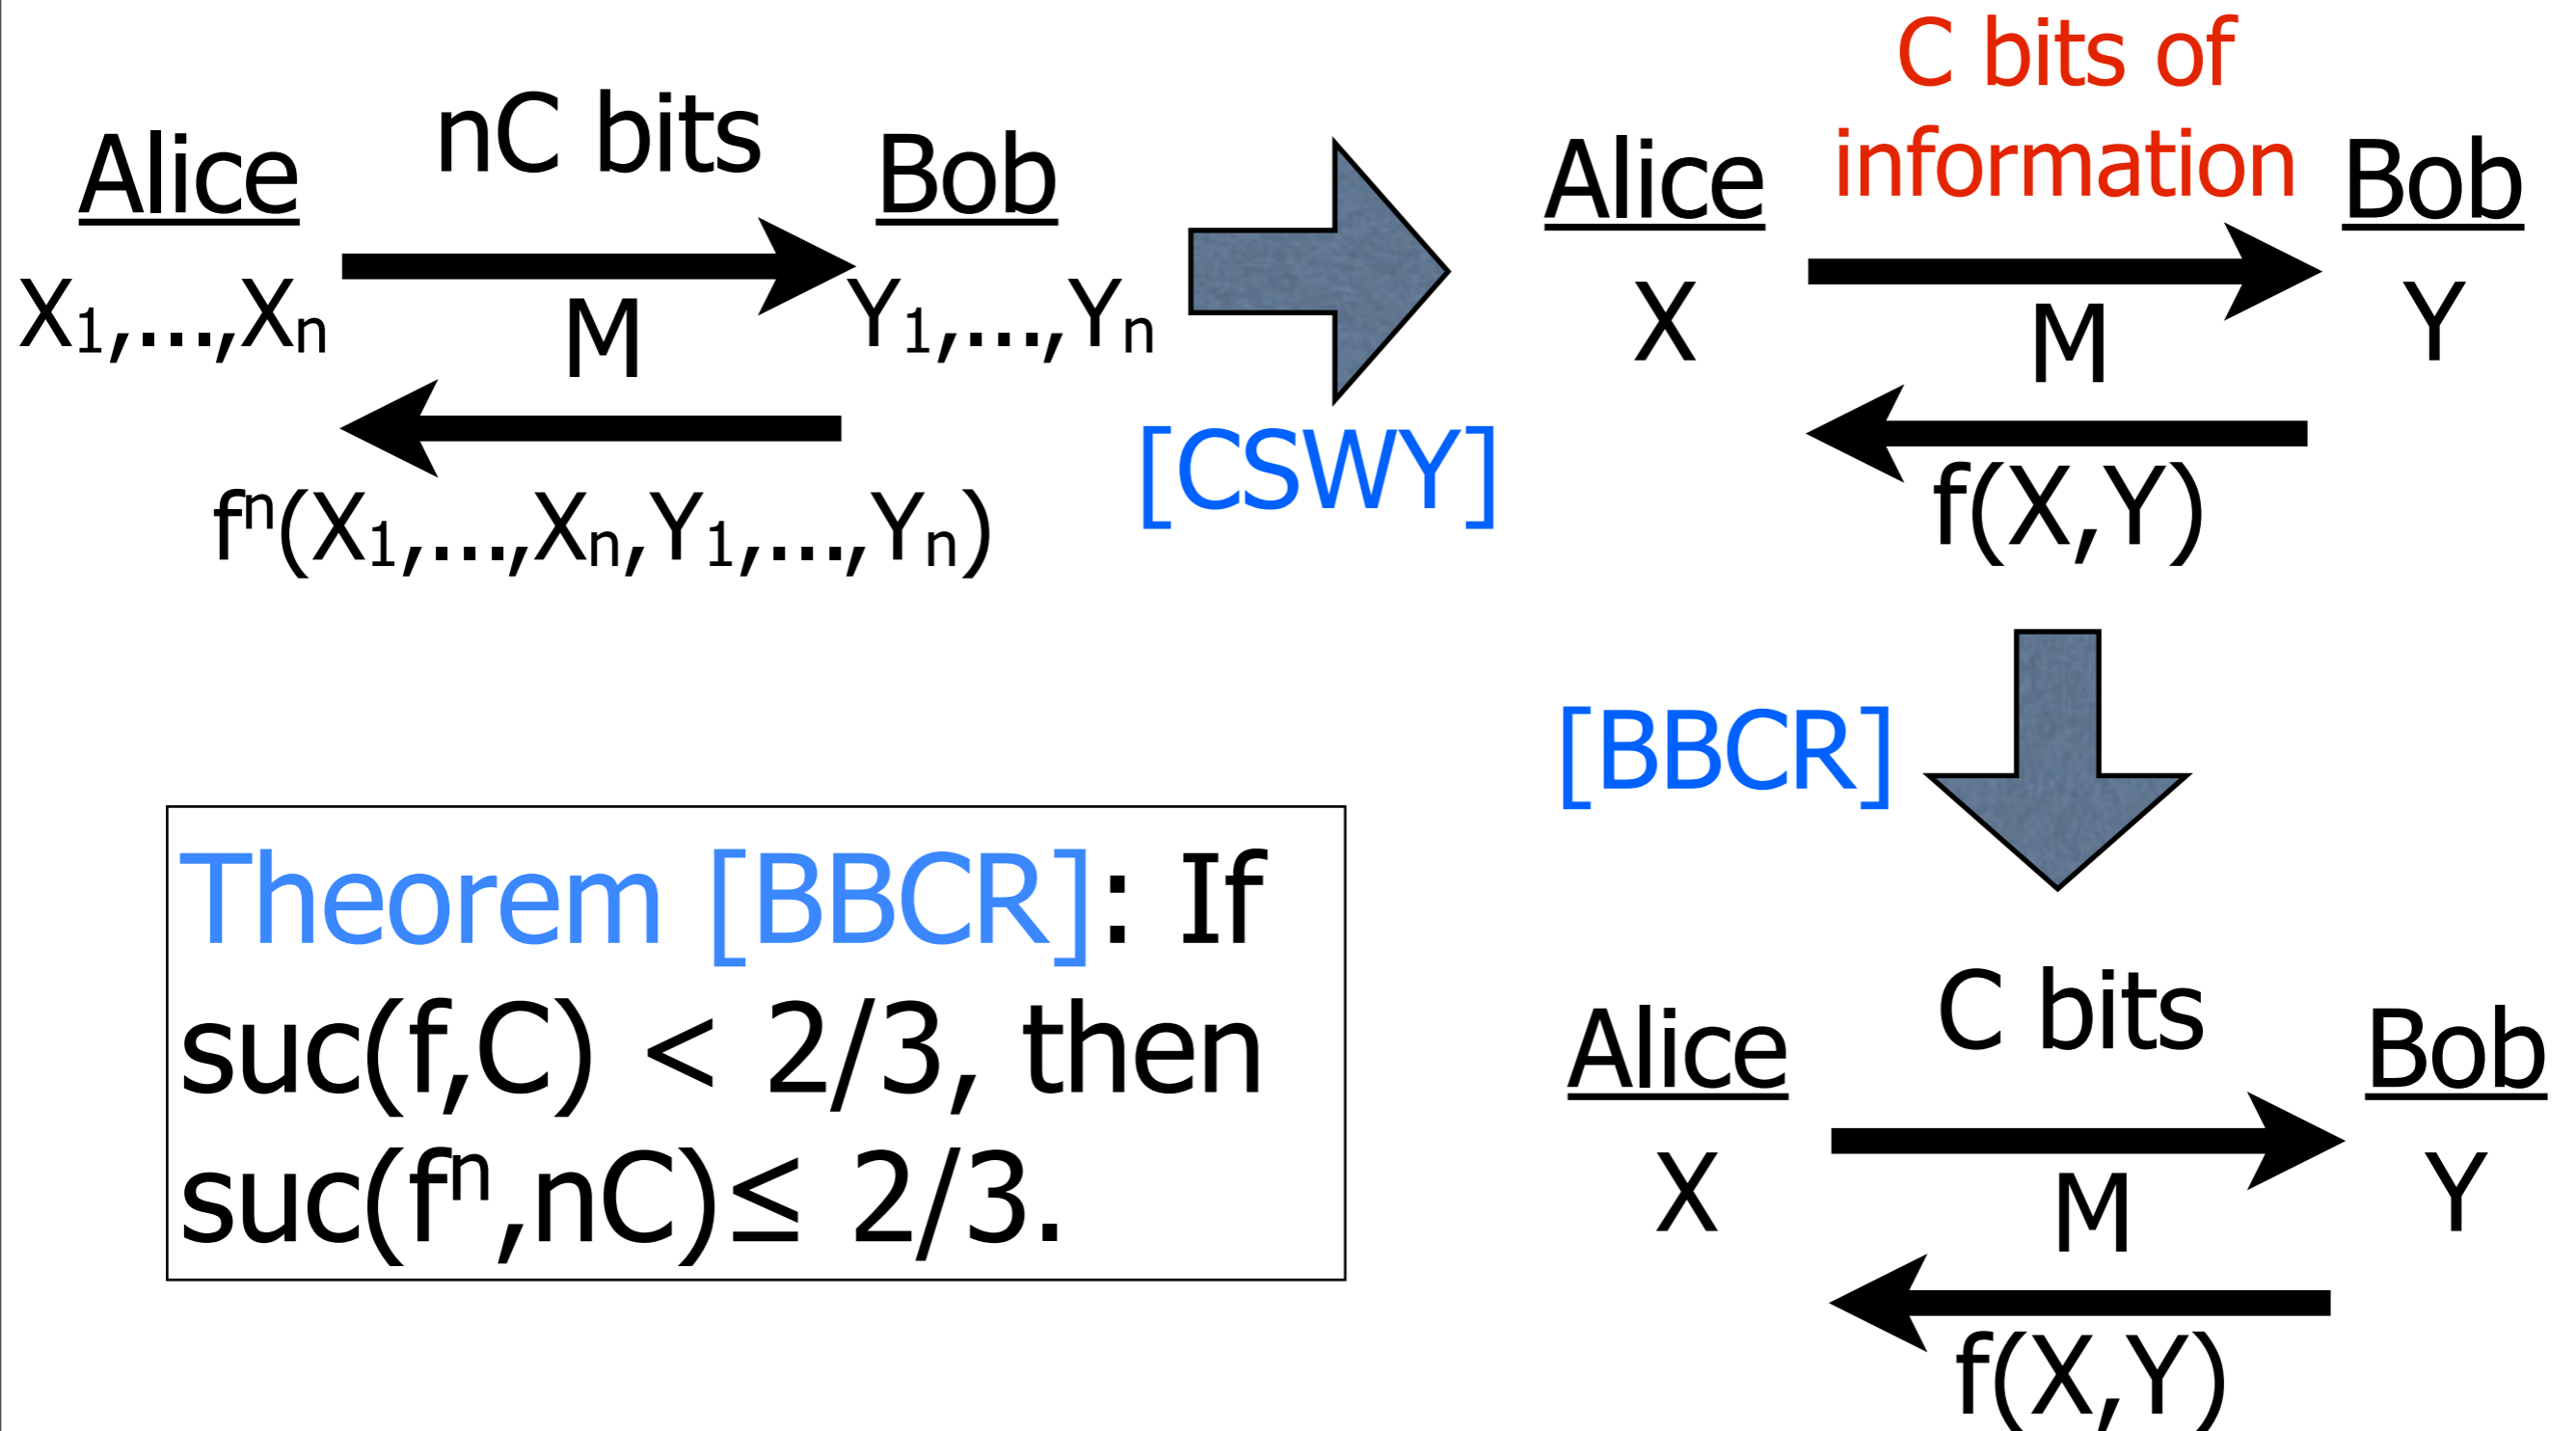 Alice
nC bits
Bob
X₁,...,Xₙ
M
Y₁,...,Yₙ
fⁿ(X₁,...,Xₙ,Y₁,...,Yₙ)
[CSWY]
C bits of
information
Alice
Bob
X
M
Y
f(X,Y)
[BBCR]
Theorem [BBCR]: If
suc(f,C) < 2/3, then
suc(fⁿ,nC)≤ 2/3.
Alice
C bits
Bob
X
M
Y
f(X,Y)